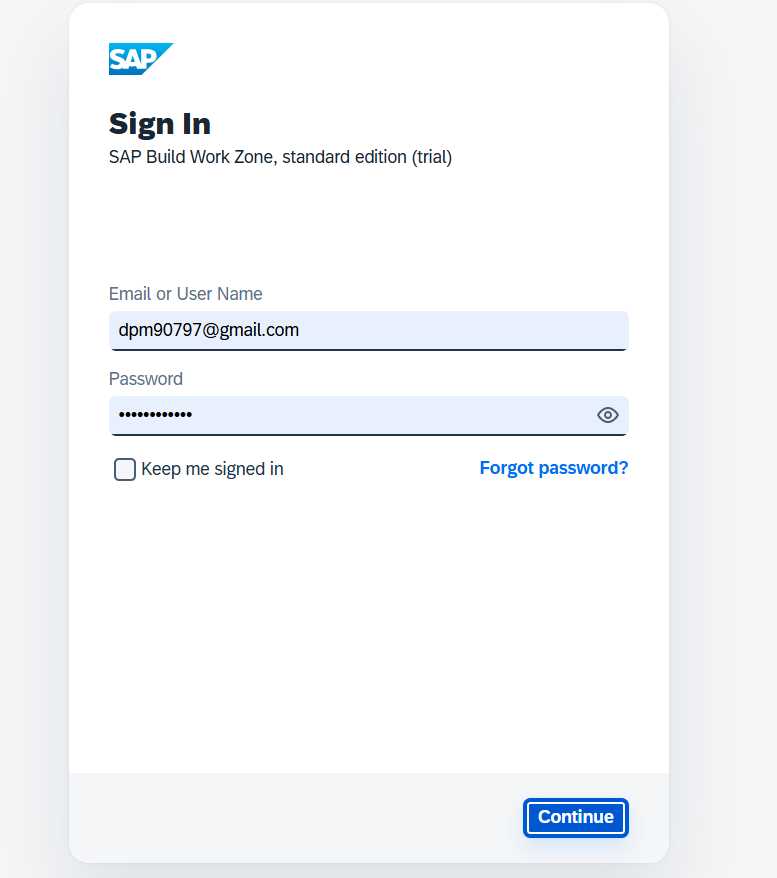 SAP
Sign In
SAP Build Work Zone, standard edition (trial)
Email or User Name
dpm90797@gmail.com
Password
••••••••••••
Keep me signed in
Forgot password?
Continue